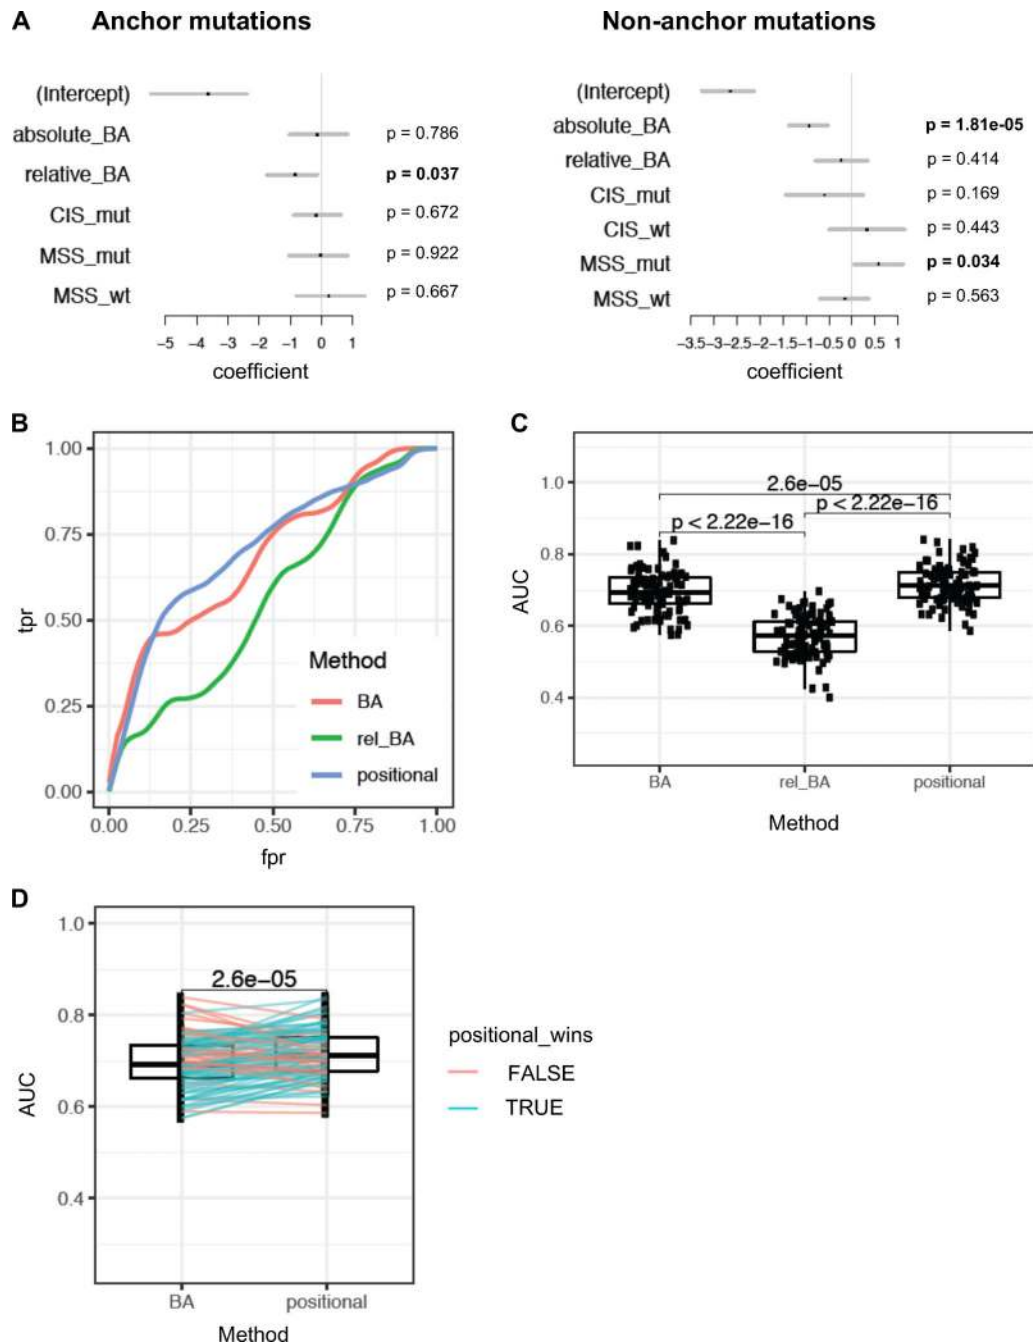 A Anchor mutations Non-anchor mutations
(Intercept)
absolute_BA p = 0.786
relative_BA p = 0.037
CIS_mut p = 0.672
MSS_mut p = 0.922
MSS_wt p = 0.667
-5 -4 -3 -2 -1 0 1
coefficient
(Intercept)
absolute_BA p = 1.81e-05
relative_BA p = 0.414
CIS_mut p = 0.169
CIS_wt p = 0.443
MSS_mut p = 0.034
MSS_wt p = 0.563
-3.5-3-2.5-2-1.5-1-0.5 0 0.5 1
coefficient
B
1.00
0.75
0.50
0.25
0.00
tpr
Method
BA
rel_BA
positional
0.00 0.25 0.50 0.75 1.00
fpr
C
1.0
0.8
0.6
0.4
AUC
2.6e-05
p < 2.22e-16 p < 2.22e-16
BA rel_BA positional
Method
D
1.0
0.8
0.6
0.4
AUC
2.6e-05
BA positional
Method
positional_wins
FALSE
TRUE